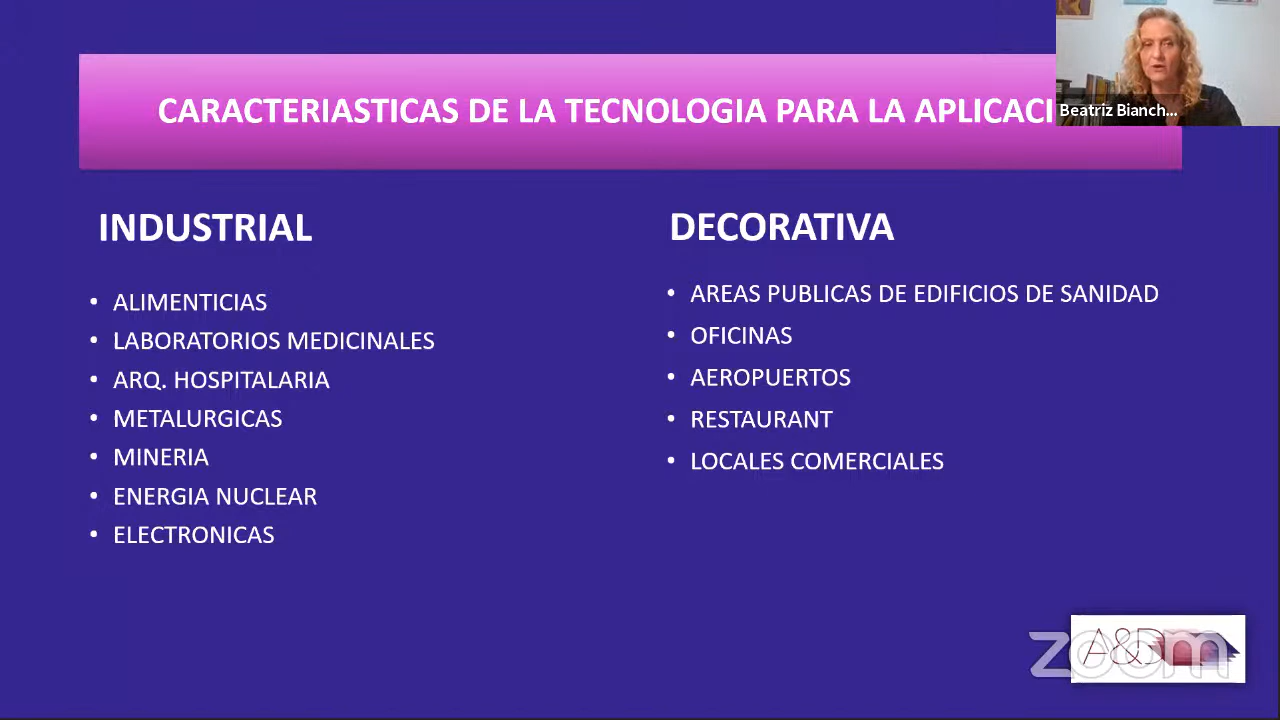 CARACTERIASTICAS DE LA TECNOLOGIA PARA LA APLICACI
Beatriz Bianch...
INDUSTRIAL
• ALIMENTICIAS
• LABORATORIOS MEDICINALES
• ARQ. HOSPITALARIA
• METALURGICAS
• MINERIA
• ENERGIA NUCLEAR
• ELECTRONICAS
DECORATIVA
• AREAS PUBLICAS DE EDIFICIOS DE SANIDAD
• OFICINAS
• AEROPUERTOS
• RESTAURANT
• LOCALES COMERCIALES
A&D
zoom